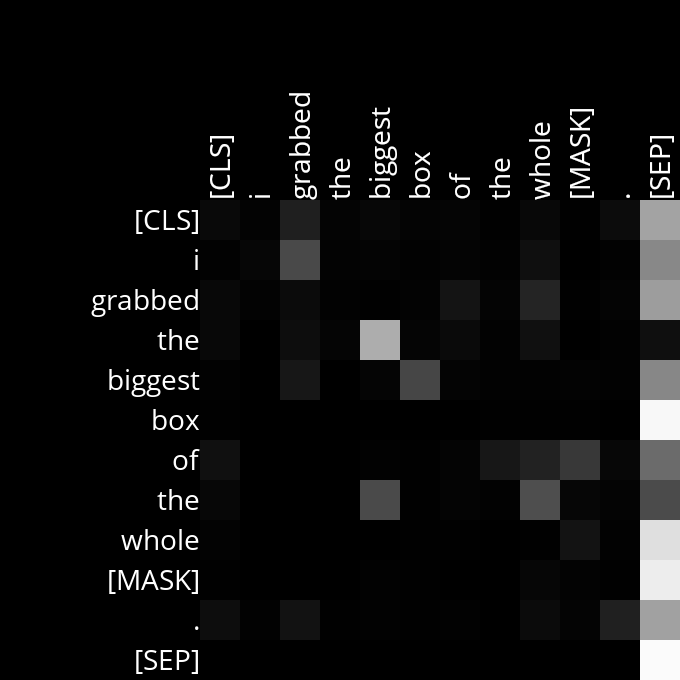 [CLS] i grabbed the biggest box of the whole [MASK] . [SEP]
[CLS]
i
grabbed
the
biggest
box
of
the
whole
[MASK]
.
[SEP]